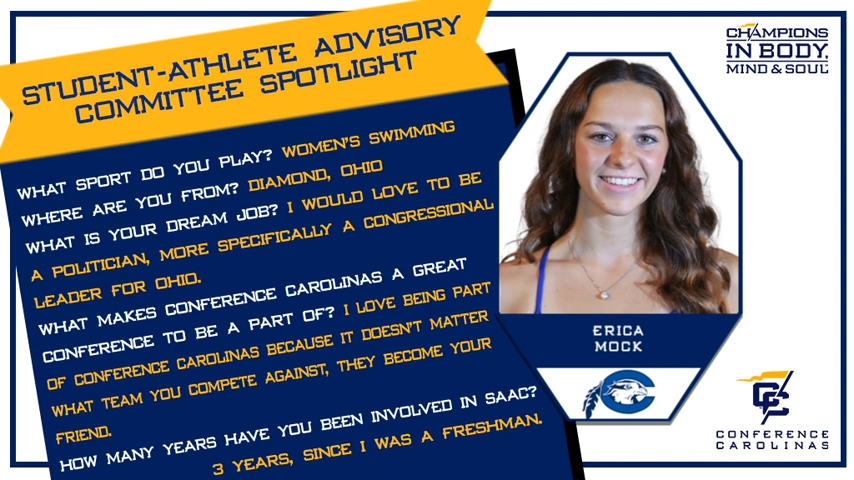 STUDENT-ATHLETE ADVISORY
COMMITTEE SPOTLIGHT
WHAT SPORT DO YOU PLAY? WOMEN'S SWIMMING
WHERE ARE YOU FROM? DIAMOND, OHIO
WHAT IS YOUR DREAM JOB? I WOULD LOVE TO BE
A POLITICIAN, MORE SPECIFICALLY A CONGRESSIONAL
LEADER FOR OHIO.
WHAT MAKES CONFERENCE CAROLINAS A GREAT
CONFERENCE TO BE A PART OF? I LOVE BEING PART
OF CONFERENCE CAROLINAS BECAUSE IT DOESN'T MATTER
WHAT TEAM YOU COMPETE AGAINST, THEY BECOME YOUR
FRIEND.
HOW MANY YEARS HAVE YOU BEEN INVOLVED IN SAAC?
3 YEARS, SINCE I WAS A FRESHMAN.
CHAMPIONS
IN BODY,
MIND & SOUL
ERICA
MOCK
C
CC
CONFERENCE
CAROLINAS